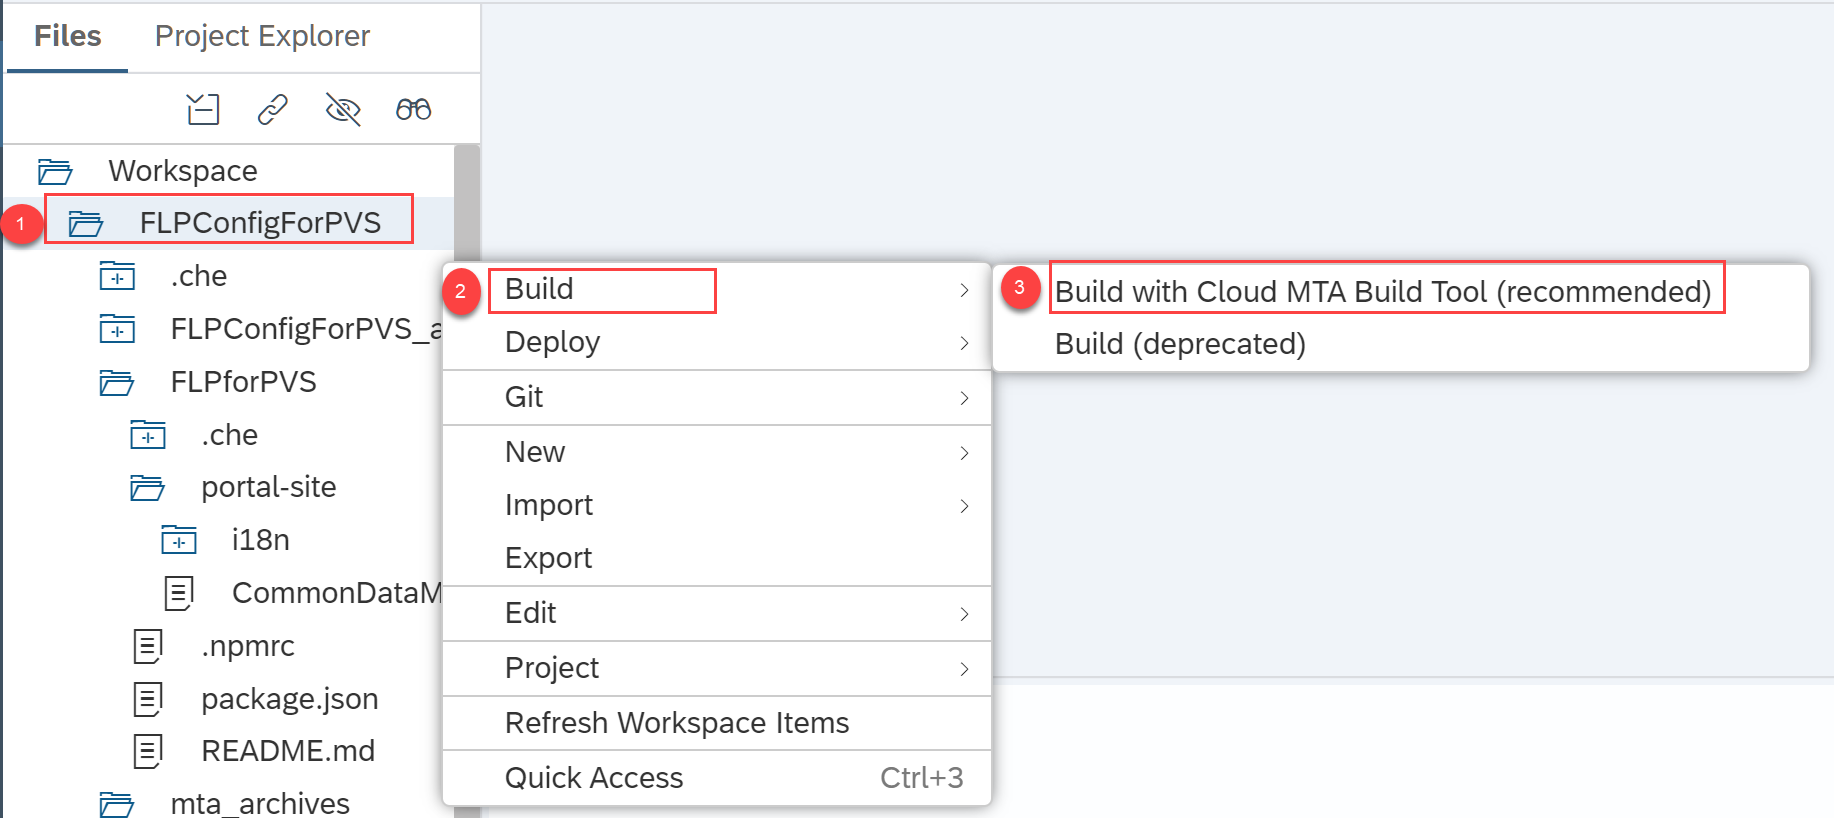 Files Project Explorer
Workspace
1 FLPConfigForPVS
.che
FLPConfigForPVS_a
FLPforPVS
.che
portal-site
i18n
CommonDataM
.npmrc
package.json
README.md
mta_archives
2 Build
Deploy
Git
New
Import
Export
Edit
Project
Refresh Workspace Items
Quick Access Ctrl+3
3 Build with Cloud MTA Build Tool (recommended)
Build (deprecated)